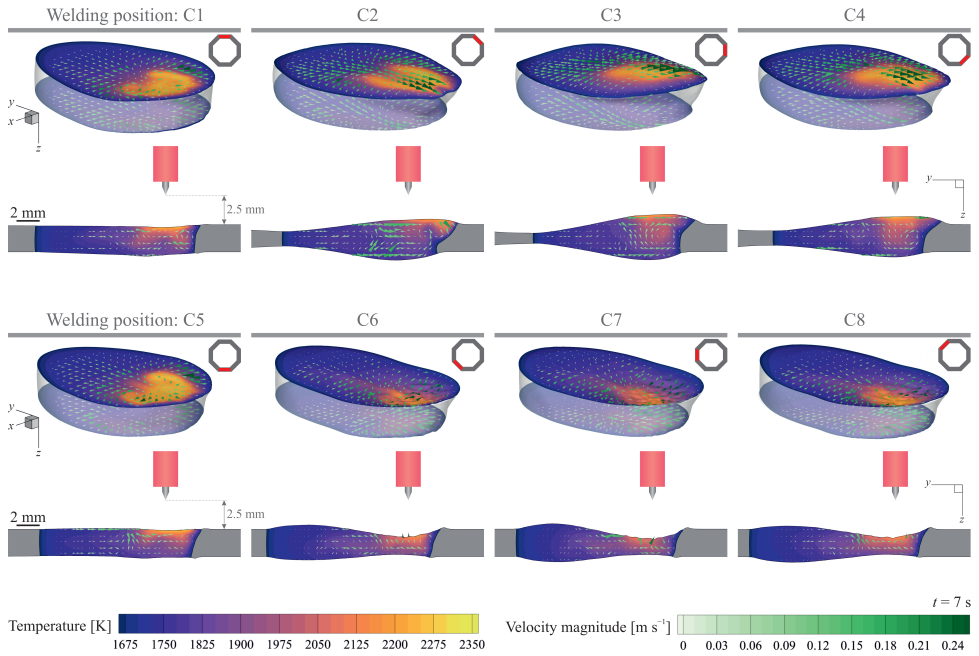 Welding position: C1 C2 C3 C4
y
x
z
y
z
2 mm
2.5 mm
Welding position: C5 C6 C7 C8
y
x
z
y
z
2 mm
2.5 mm
t = 7 s
Temperature [K] Velocity magnitude [m s⁻¹]
1675 1750 1825 1900 1975 2050 2125 2200 2275 2350 0 0.03 0.06 0.09 0.12 0.15 0.18 0.21 0.24